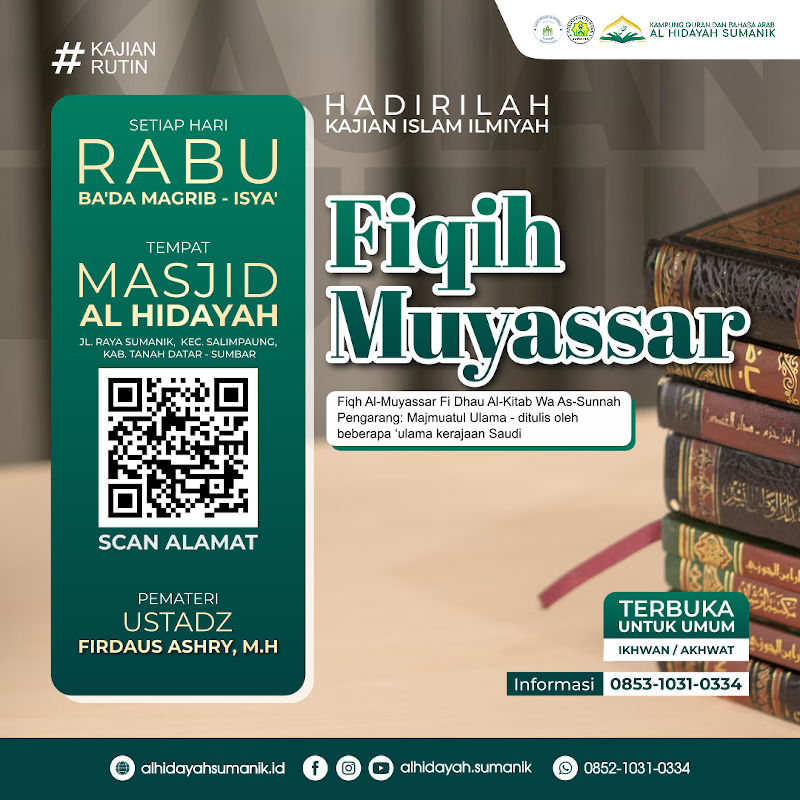 KAMPUNG QURAN DAN BAHASA ARAB
AL HIDAYAH SUMANIK
# KAJIAN
RUTIN
SETIAP HARI
RABU
BA'DA MAGRIB - ISYA'
TEMPAT
MASJID
AL HIDAYAH
JL. RAYA SUMANIK, KEC. SALIMPAUNG,
KAB. TANAH DATAR - SUMBAR
SCAN ALAMAT
PEMATERI
USTADZ
FIRDAUS ASHRY, M.H
HADIRILAH
KAJIAN ISLAM ILMIYAH
Fiqih
Muyassar
Fiqh Al-Muyassar Fi Dhau Al-Kitab Wa As-Sunnah
Pengarang: Majmuatul Ulama - ditulis oleh
beberapa 'ulama kerajaan Saudi
TERBUKA
UNTUK UMUM
IKHWAN / AKHWAT
Informasi 0853-1031-0334
alhidayahsumanik.id
alhidayah.sumanik
0852-1031-0334